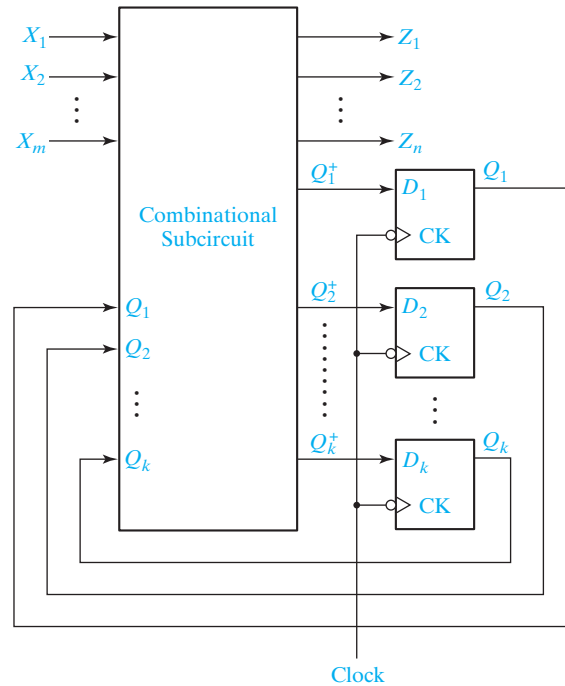 X₁
Z₁
X₂
Z₂
Xₘ
Zₙ
Q₁⁺
D₁
Q₁
CK
Combinational
Subcircuit
Q₁
Q₂⁺
D₂
Q₂
Q₂
CK
Qₖ
Qₖ⁺
Dₖ
Qₖ
CK
Clock